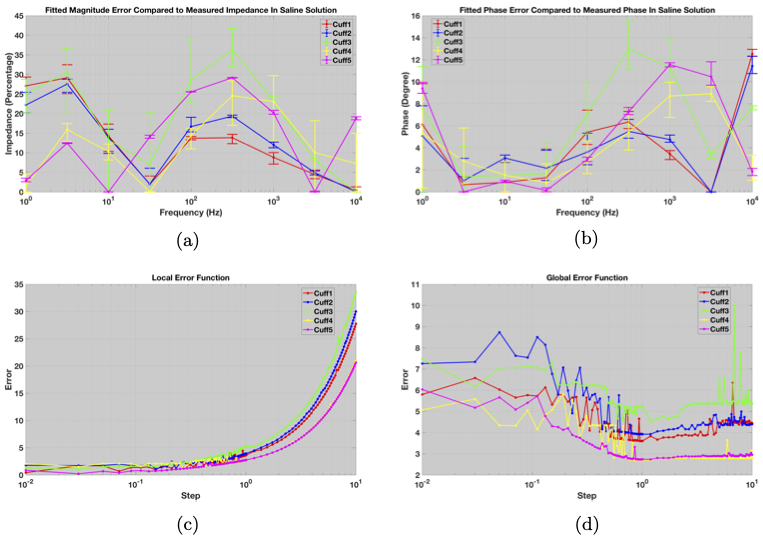 Fitted Magnitude Error Compared to Measured Impedance In Saline Solution
Impedance (Percentage)
45
40
35
30
25
20
15
10
5
0
Cuff1
Cuff2
Cuff3
Cuff4
Cuff5
10^0
10^1
10^2
10^3
10^4
Frequency (Hz)
(a)
Fitted Phase Error Compared to Measured Phase In Saline Solution
Phase (Degree)
16
14
12
10
8
6
4
2
0
Cuff1
Cuff2
Cuff3
Cuff4
Cuff5
10^0
10^1
10^2
10^3
10^4
Frequency (Hz)
(b)
Local Error Function
Error
35
30
25
20
15
10
5
0
Cuff1
Cuff2
Cuff3
Cuff4
Cuff5
10^-2
10^-1
10^0
10^1
Step
(c)
Global Error Function
Error
11
10
9
8
7
6
5
4
3
2
Cuff1
Cuff2
Cuff3
Cuff4
Cuff5
10^-2
10^-1
10^0
10^1
Step
(d)